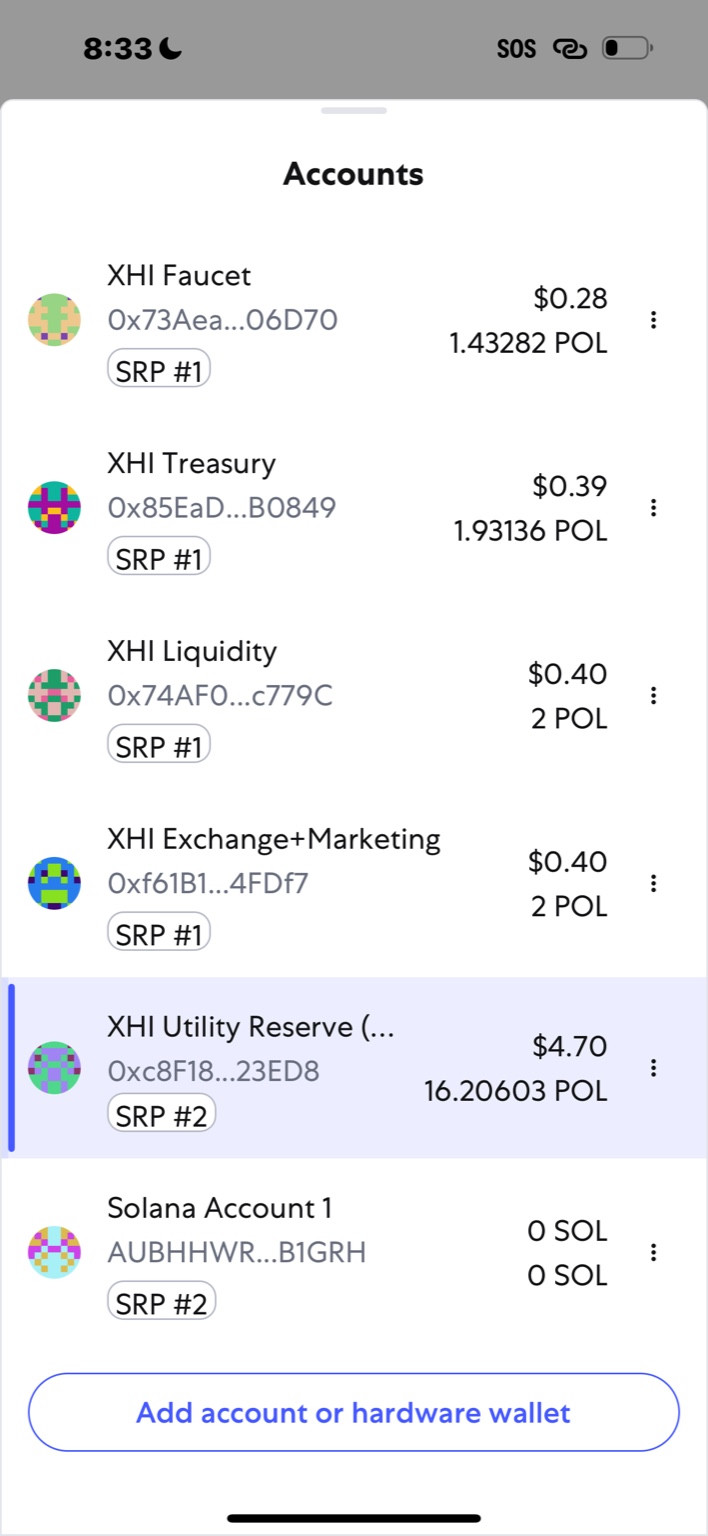 8:33
SOS
Accounts
XHI Faucet
0x73Aea...06D70
SRP #1
$0.28
1.43282 POL
XHI Treasury
0x85EaD...B0849
SRP #1
$0.39
1.93136 POL
XHI Liquidity
0x74AF0...c779C
SRP #1
$0.40
2 POL
XHI Exchange+Marketing
0xf61B1...4FDf7
SRP #1
$0.40
2 POL
XHI Utility Reserve (...
0xc8F18...23ED8
SRP #2
$4.70
16.20603 POL
Solana Account 1
AUBHHWR...B1GRH
SRP #2
0 SOL
0 SOL
Add account or hardware wallet